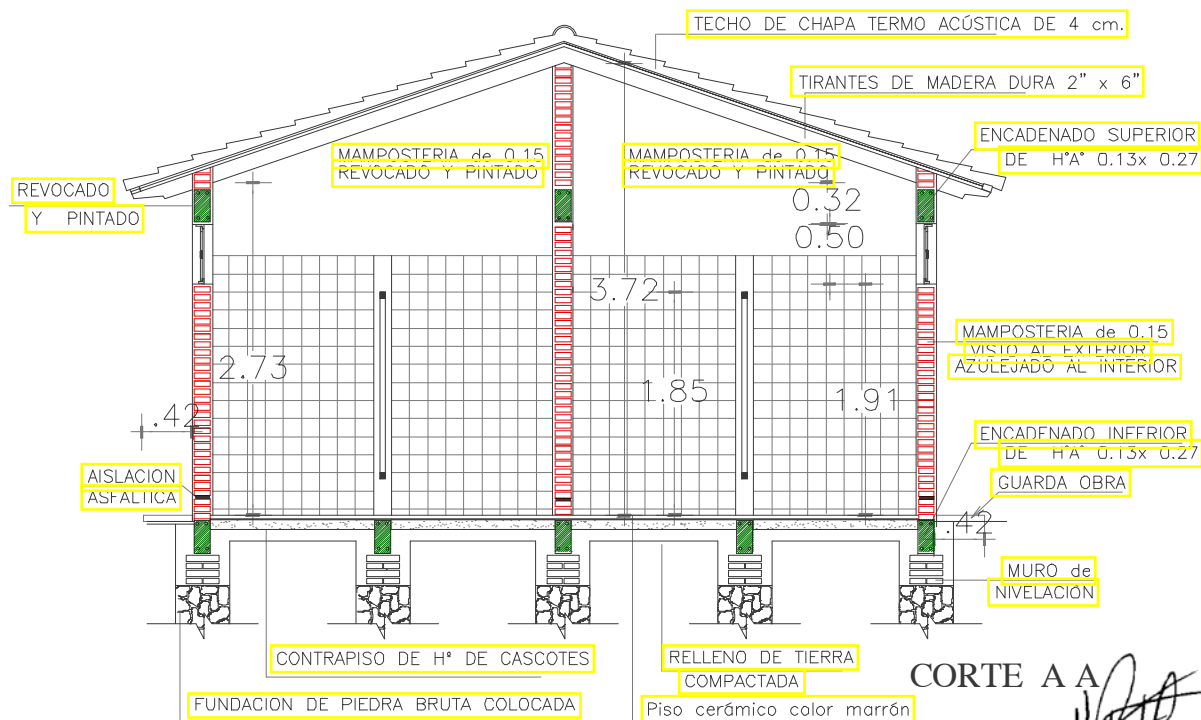 TECHO DE CHAPA TERMO ACÚSTICA DE 4 cm.
TIRANTES DE MADERA DURA 2” x 6”
ENCADENADO SUPERIOR
DE H°A° 0.13x 0.27
MAMPOSTERIA de 0.15
REVOCADO Y PINTADO
MAMPOSTERIA de 0.15
REVOCADO Y PINTADO
REVOCADO
Y PINTADO
0.32
0.50
3.72
2.73
1.85
1.91
.42
MAMPOSTERIA de 0.15
VISTO AL EXTERIOR
AZULEJADO AL INTERIOR
ENCADENADO INFERIOR
DE H°A° 0.13x 0.27
AISLACION
ASFALTICA
GUARDA OBRA
.42
MURO de
NIVELACION
CONTRAPISO DE H° DE CASCOTES
RELLENO DE TIERRA
COMPACTADA
CORTE A A
FUNDACION DE PIEDRA BRUTA COLOCADA
Piso cerámico color marrón